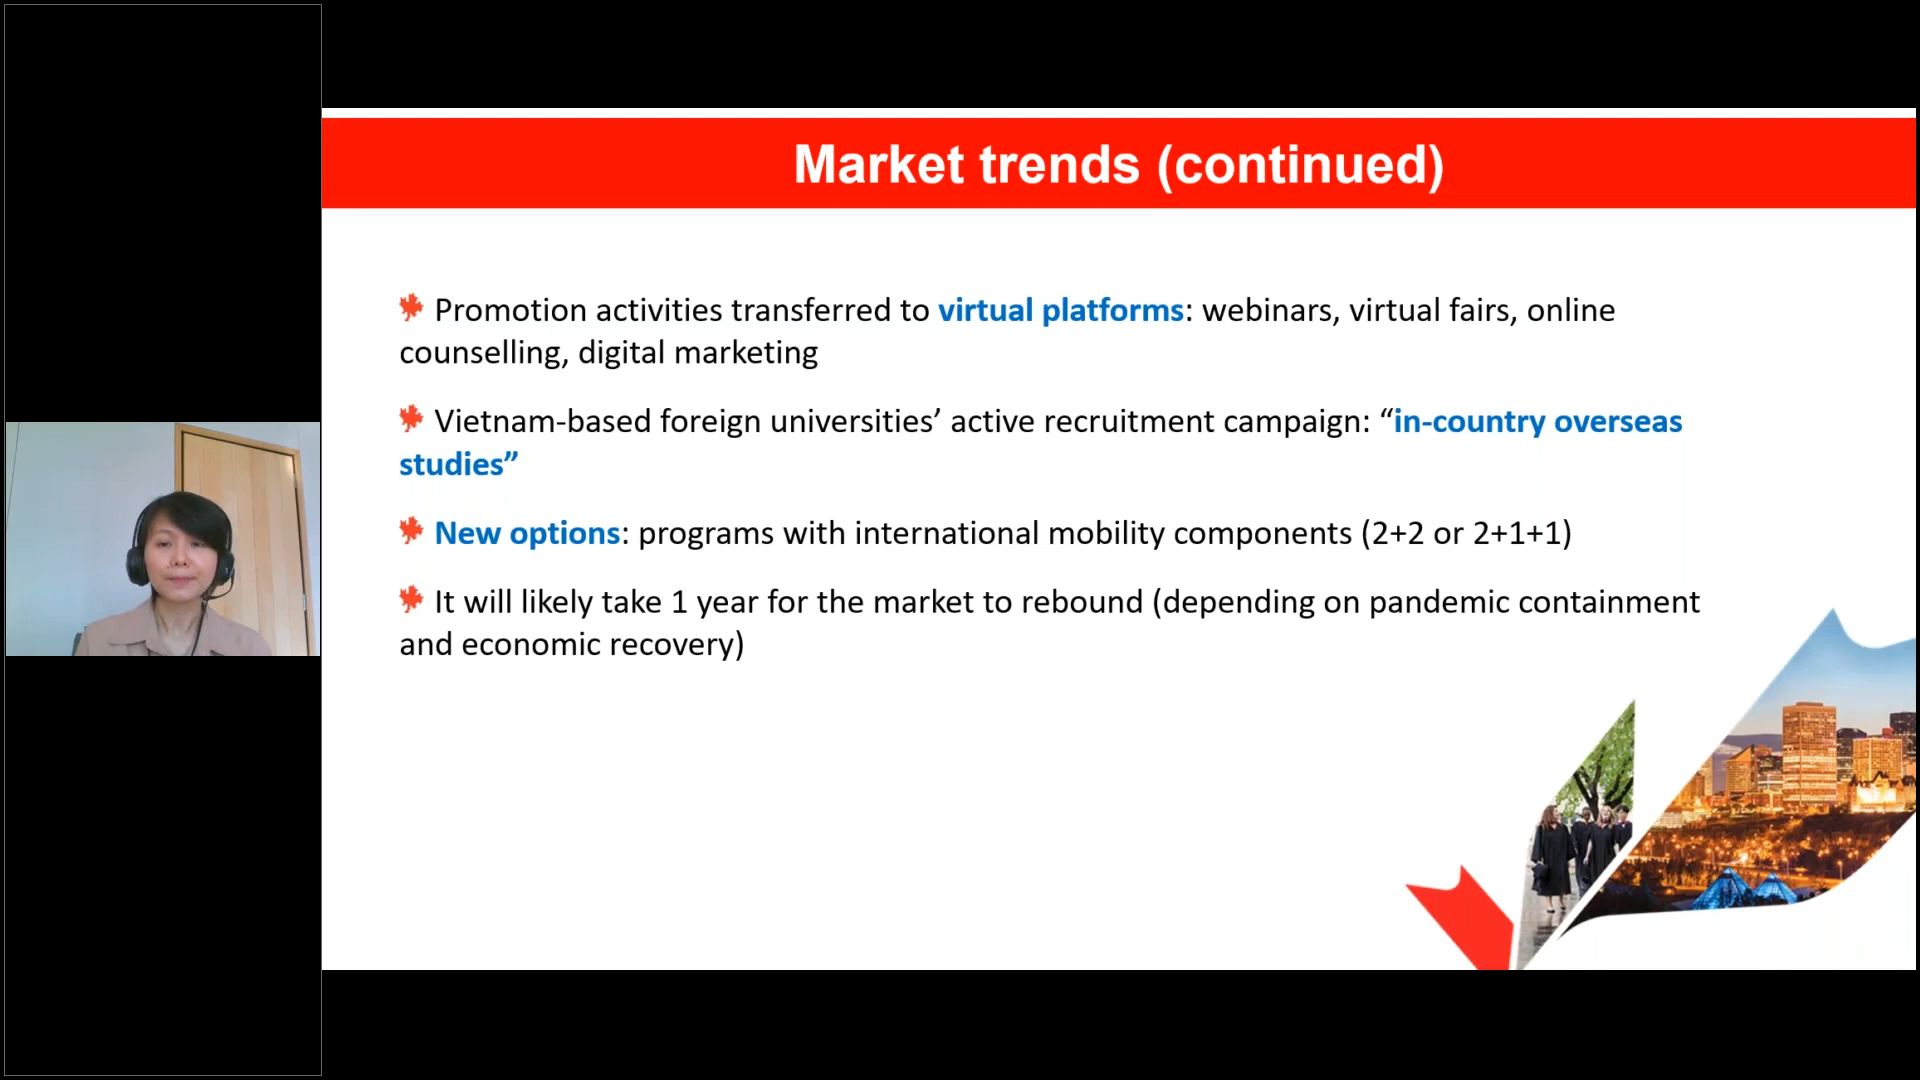 Market trends (continued)
Promotion activities transferred to virtual platforms: webinars, virtual fairs, online
counselling, digital marketing
Vietnam-based foreign universities’ active recruitment campaign: “in-country overseas
studies”
New options: programs with international mobility components (2+2 or 2+1+1)
It will likely take 1 year for the market to rebound (depending on pandemic containment
and economic recovery)